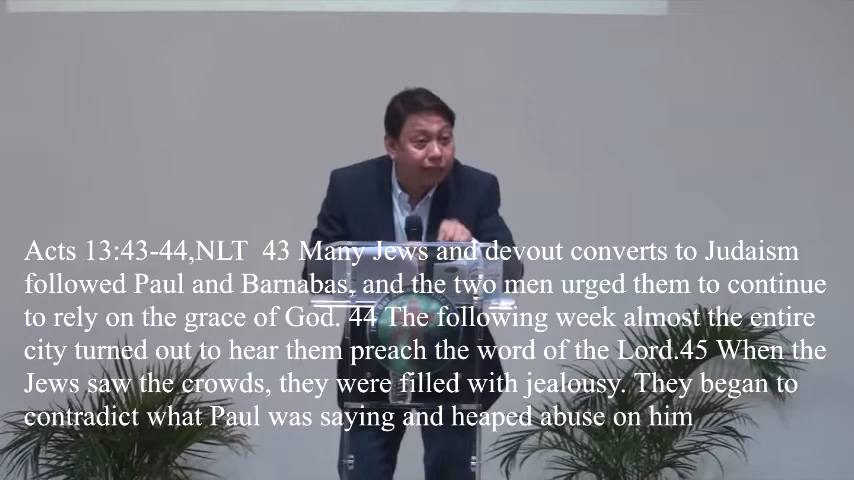 Acts 13:43-44,NLT  43 Many Jews and devout converts to Judaism
followed Paul and Barnabas, and the two men urged them to continue
to rely on the grace of God. 44 The following week almost the entire
city turned out to hear them preach the word of the Lord.45 When the
Jews saw the crowds, they were filled with jealousy. They began to
contradict what Paul was saying and heaped abuse on him